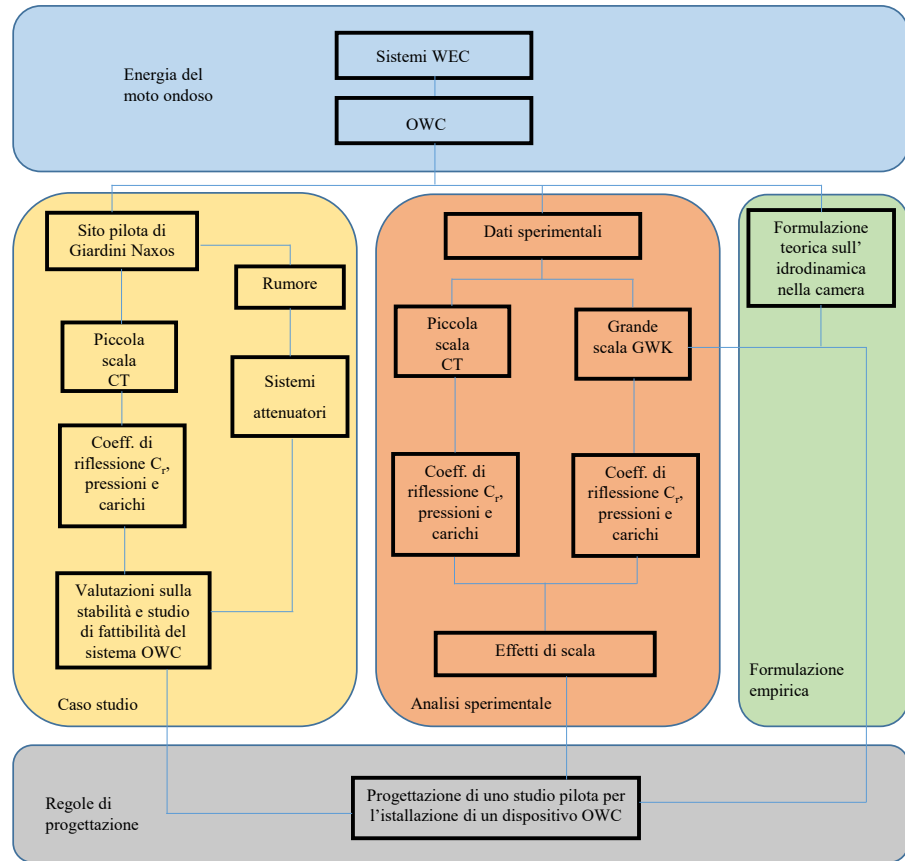 Sistemi WEC
Energia del
moto ondoso
OWC
Sito pilota di
Giardini Naxos
Rumore
Piccola
scala
CT
Sistemi
attenuatori
Coeff. di
riflessione Cr,
pressioni e
carichi
Valutazioni sulla
stabilità e studio
di fattibilità del
sistema OWC
Caso studio
Dati sperimentali
Piccola
scala
CT
Grande
scala GWK
Coeff. di
riflessione Cr,
pressioni e
carichi
Coeff. di
riflessione Cr,
pressioni e
carichi
Effetti di scala
Analisi sperimentale
Formulazione
teorica sull’
idrodinamica
nella camera
Formulazione
empirica
Regole di
progettazione
Progettazione di uno studio pilota per
l’istallazione di un dispositivo OWC